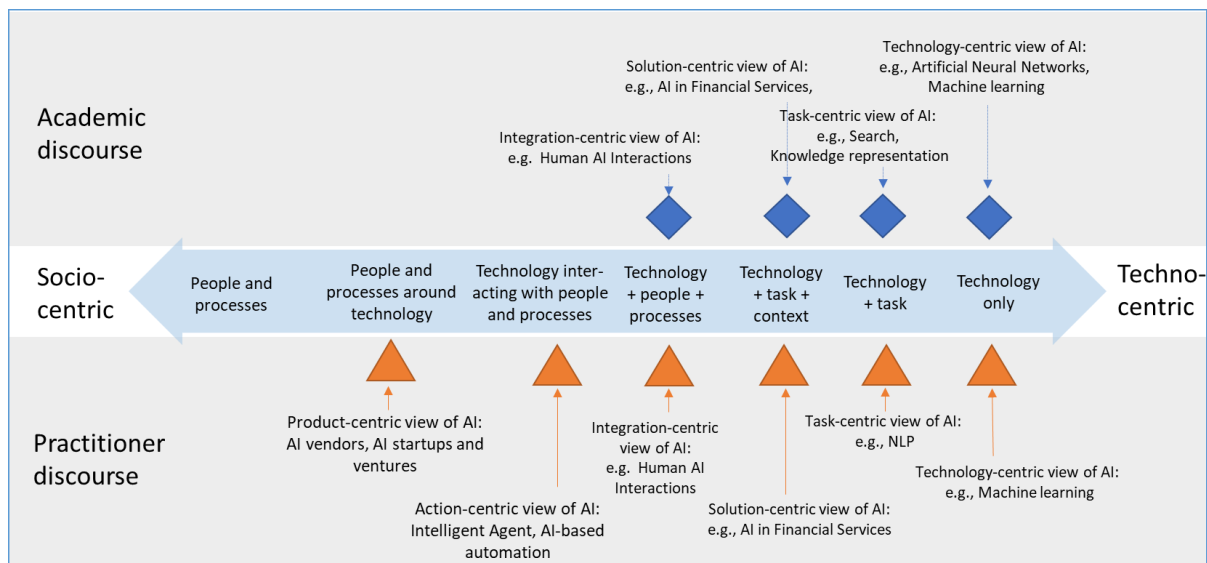 Technology-centric view of AI:
e.g., Artificial Neural Networks,
Machine learning
Solution-centric view of AI:
e.g., AI in Financial Services,
Task-centric view of AI:
e.g., Search,
Knowledge representation
Integration-centric view of AI:
e.g. Human AI Interactions
Academic
discourse
Socio-
centric
People and
processes
People and
processes around
technology
Technology inter-
acting with people
and processes
Technology
+ people +
processes
Technology
+ task +
context
Technology
+ task
Technology
only
Techno-
centric
Practitioner
discourse
Product-centric view of AI:
AI vendors, AI startups and
ventures
Action-centric view of AI:
Intelligent Agent, AI-based
automation
Integration-centric
view of AI:
e.g. Human AI
Interactions
Solution-centric view of AI:
e.g., AI in Financial Services
Task-centric view of AI:
e.g., NLP
Technology-centric view of AI:
e.g., Machine learning